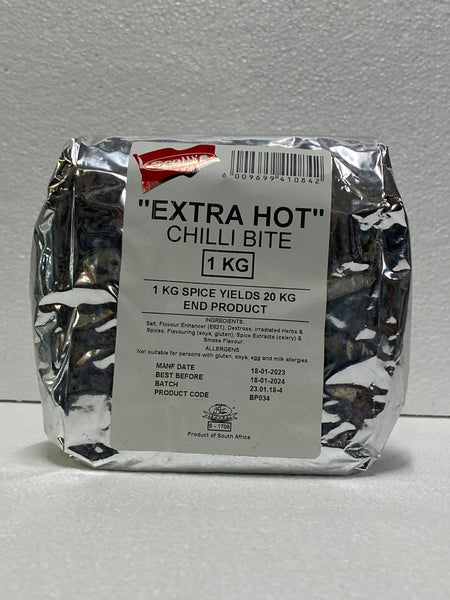 6 009699 410842
"EXTRA HOT"
CHILLI BITE
1 KG
1 KG SPICE YIELDS 20 KG
END PRODUCT
INGREDIENTS:
Salt, Flavour Enhancer (E621), Dextrose, irradiated Herbs &
Spices, Flavouring (soya, gluten), Spice Extracts (celery) &
Smoke Flavour.
ALLERGENS:
Not suitable for persons with gluten, soya, egg and milk allergies.
MANF DATE 18-01-2023
BEST BEFORE 18-01-2024
BATCH 23.01.18-4
PRODUCT CODE BP034
S - 1706
Product of South Africa